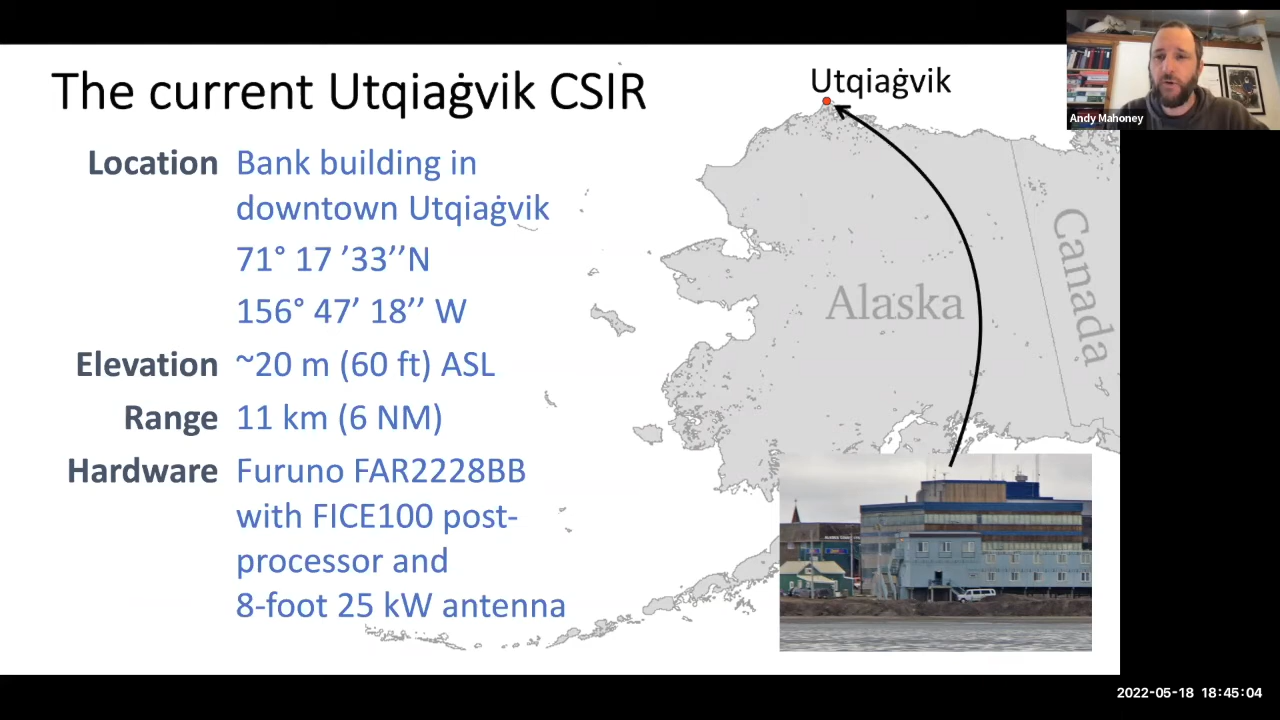 The current Utqiaġvik CSIR
Location Bank building in
downtown Utqiaġvik
71° 17 ’33’’N
156° 47’ 18’’ W
Elevation ~20 m (60 ft) ASL
Range 11 km (6 NM)
Hardware Furuno FAR2228BB
with FICE100 post-
processor and
8-foot 25 kW antenna
Utqiaġvik
Alaska
Canada
Andy Mahoney
2022-05-18 18:45:04